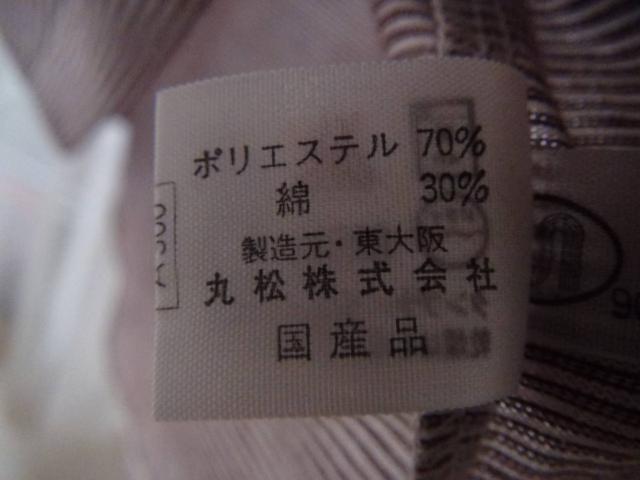 ポリエステル 70%
綿 30%
製造元・東大阪
丸松株式会社
国産品